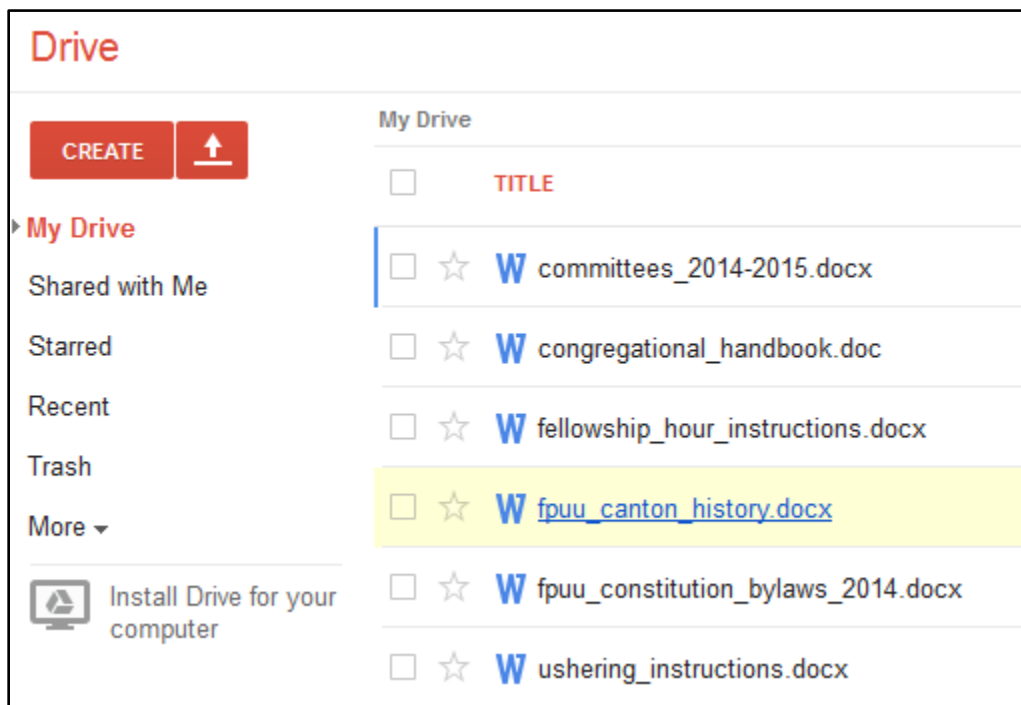 Drive
CREATE
My Drive
Shared with Me
Starred
Recent
Trash
More
Install Drive for your
computer
My Drive
TITLE
committees_2014-2015.docx
congregational_handbook.doc
fellowship_hour_instructions.docx
fpuu_canton_history.docx
fpuu_constitution_bylaws_2014.docx
ushering_instructions.docx